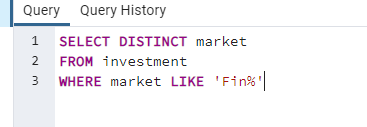 Query Query History
1 SELECT DISTINCT market
2 FROM investment
3 WHERE market LIKE 'Fin%'